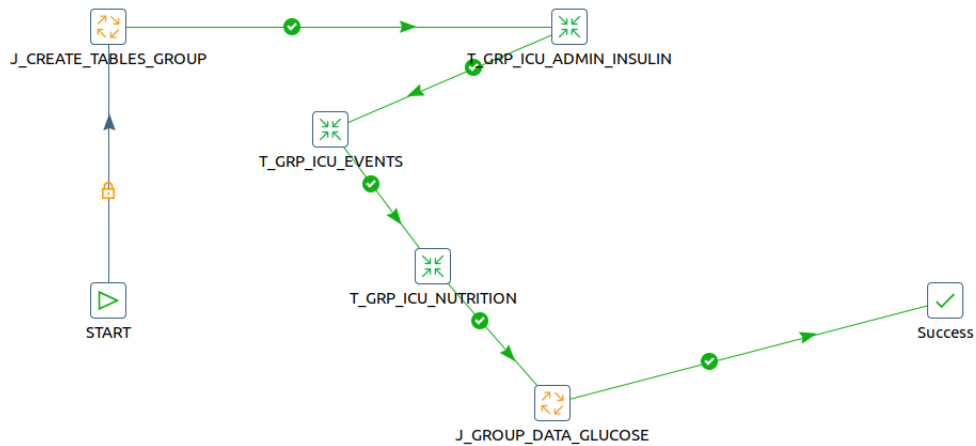 J_CREATE_TABLES_GROUP
T_GRP_ICU_ADMIN_INSULIN
T_GRP_ICU_EVENTS
T_GRP_ICU_NUTRITION
START
Success
J_GROUP_DATA_GLUCOSE